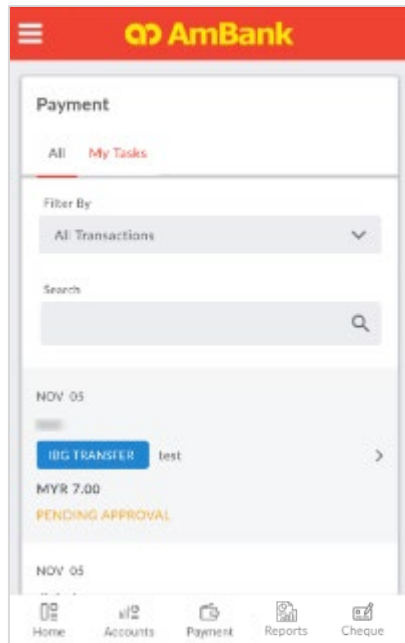 AmBank
Payment
All My Tasks
Filter By
All Transactions
Search
NOV 05
IBG TRANSFER test
MYR 7.00
PENDING APPROVAL
NOV 05
Home Accounts Payment Reports Cheque